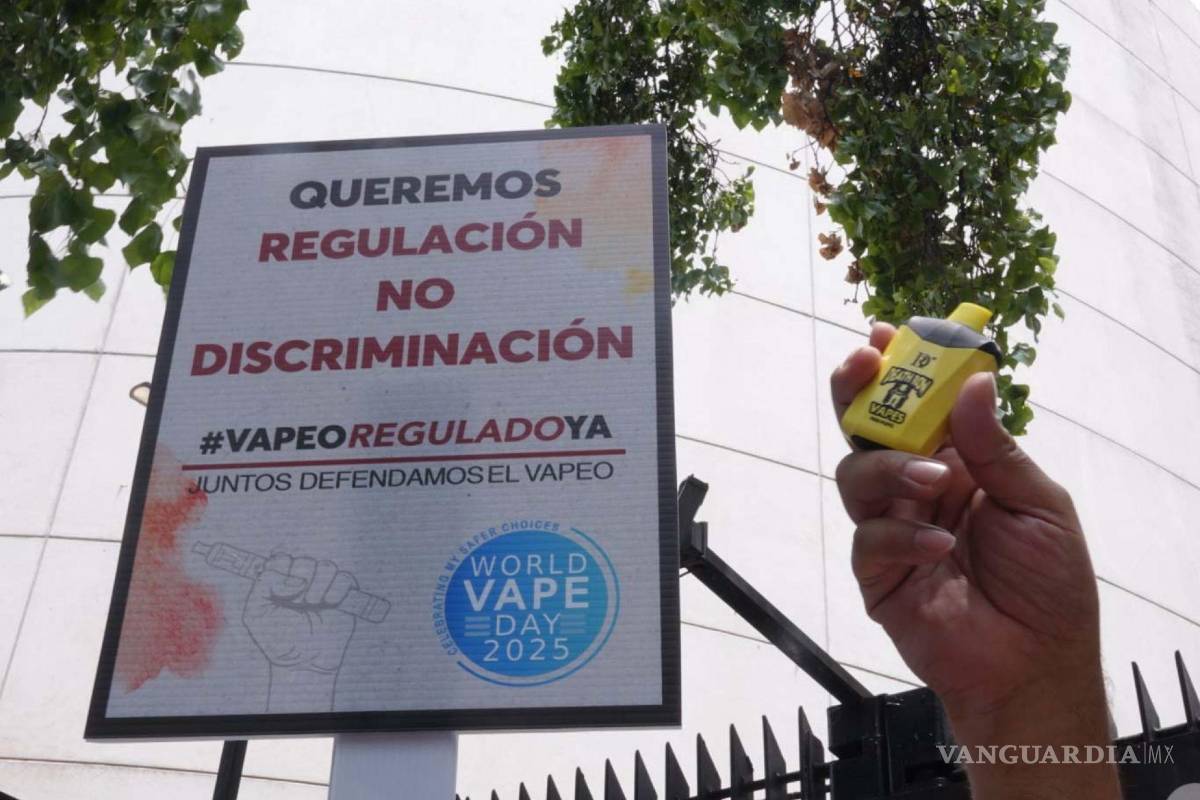 QUEREMOS
REGULACIÓN
NO
DISCRIMINACIÓN
#VAPEOREGULADOYA
JUNTOS DEFENDAMOS EL VAPEO
CELEBRATING MY SAFER CHOICES
WORLD
VAPE
DAY
2025
VAPES
VANGUARDIA|MX